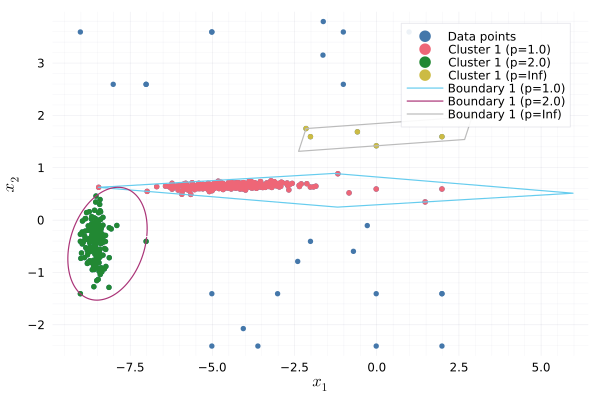 Data points
Cluster 1 (p=1.0)
Cluster 1 (p=2.0)
Cluster 1 (p=Inf)
Boundary 1 (p=1.0)
Boundary 1 (p=2.0)
Boundary 1 (p=Inf)
x₂
3
2
1
0
−1
−2
−7.5 −5.0 −2.5 0.0 2.5 5.0
x₁